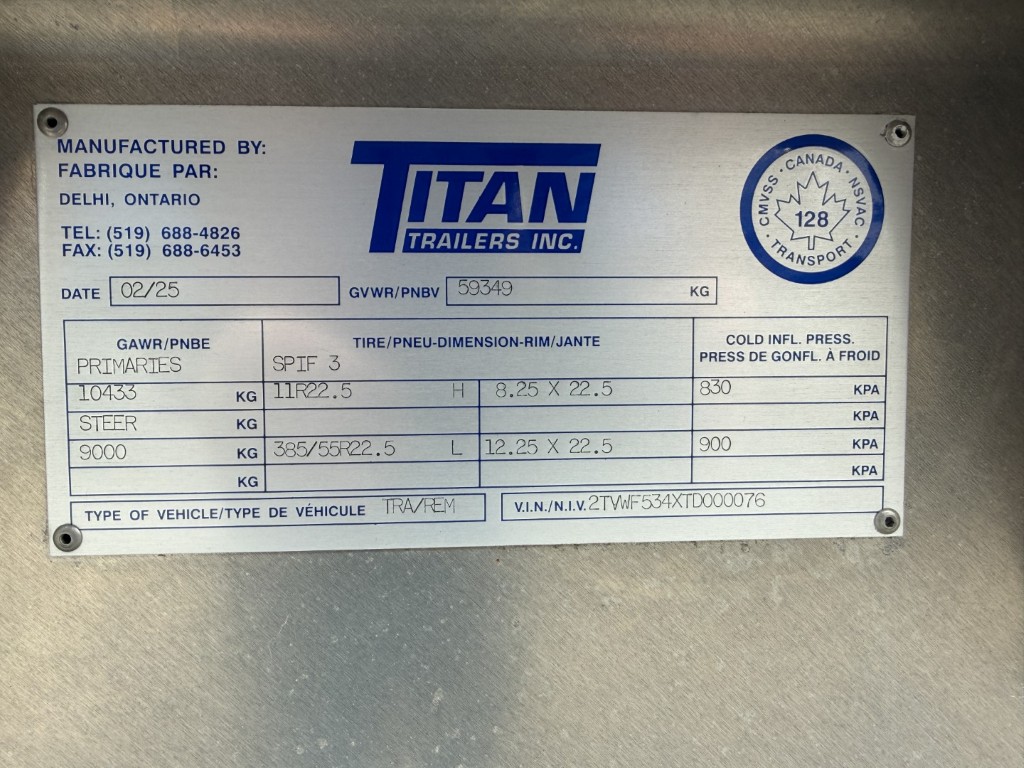 MANUFACTURED BY:
FABRIQUE PAR:
DELHI, ONTARIO
TEL: (519) 688-4826
FAX: (519) 688-6453
TITAN
TRAILERS INC.
CMVSS · CANADA · NSVAC · TRANSPORT ·
128
DATE 02/25 GVWR/PNBV 59349 KG
GAWR/PNBE TIRE/PNEU-DIMENSION-RIM/JANTE COLD INFL. PRESS.
PRESS DE GONFL. À FROID
PRIMARIES SPIF 3
10433 KG 11R22.5 H 8.25 X 22.5 830 KPA
STEER KG KPA
9000 KG 385/55R22.5 L 12.25 X 22.5 900 KPA
KG KPA
TYPE OF VEHICLE/TYPE DE VÉHICULE TRA/REM V.I.N./N.I.V. 2TVWF534XTD000076